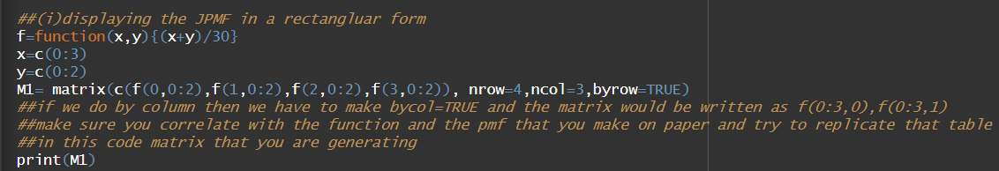 ##(i)displaying the JPMF in a rectangluar form
f=function(x,y){(x+y)/30}
x=c(0:3)
y=c(0:2)
M1= matrix(c(f(0,0:2),f(1,0:2),f(2,0:2),f(3,0:2)), nrow=4,ncol=3,byrow=TRUE)
##if we do by column then we have to make bycol=TRUE and the matrix would be written as f(0:3,0),f(0:3,1)
##make sure you correlate with the function and the pmf that you make on paper and try to replicate that table
##in this code matrix that you are generating
print(M1)